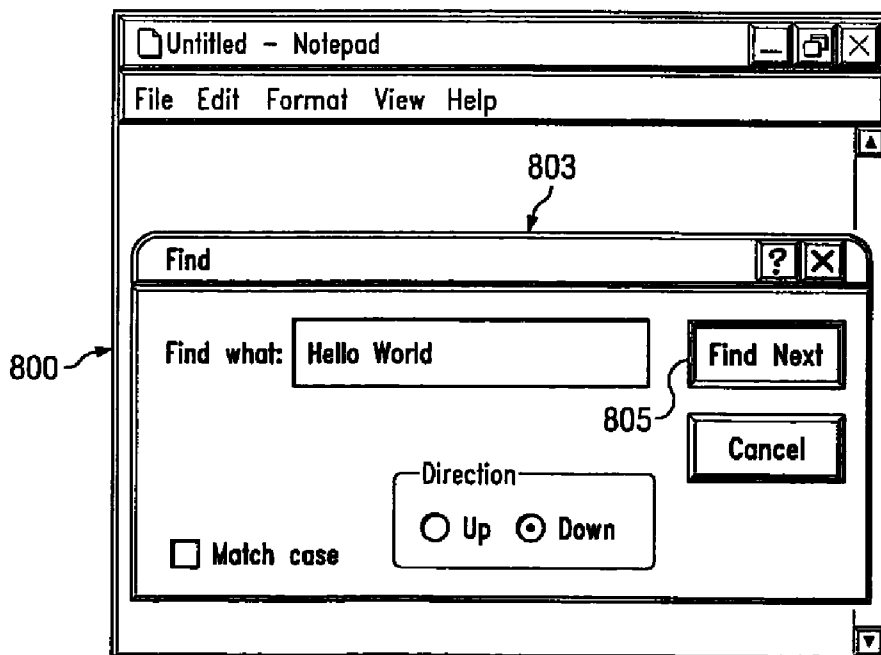 Untitled - Notepad
File Edit Format View Help
803
Find
?
800
Find what: Hello World
Find Next
805
Cancel
Direction
Up Down
Match case